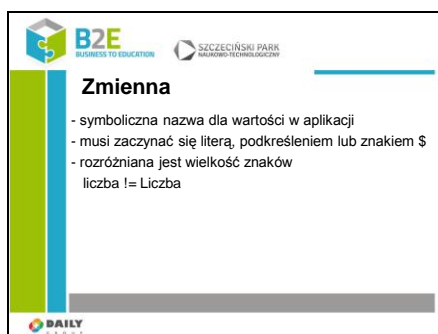 B2E
BUSINESS TO EDUCATION
SZCZECIŃSKI PARK
NAUKOWO-TECHNOLOGICZNY
Zmienna
- symboliczna nazwa dla wartości w aplikacji
- musi zaczynać się literą, podkreśleniem lub znakiem $
- rozróżniana jest wielkość znaków
liczba != Liczba
DAILY